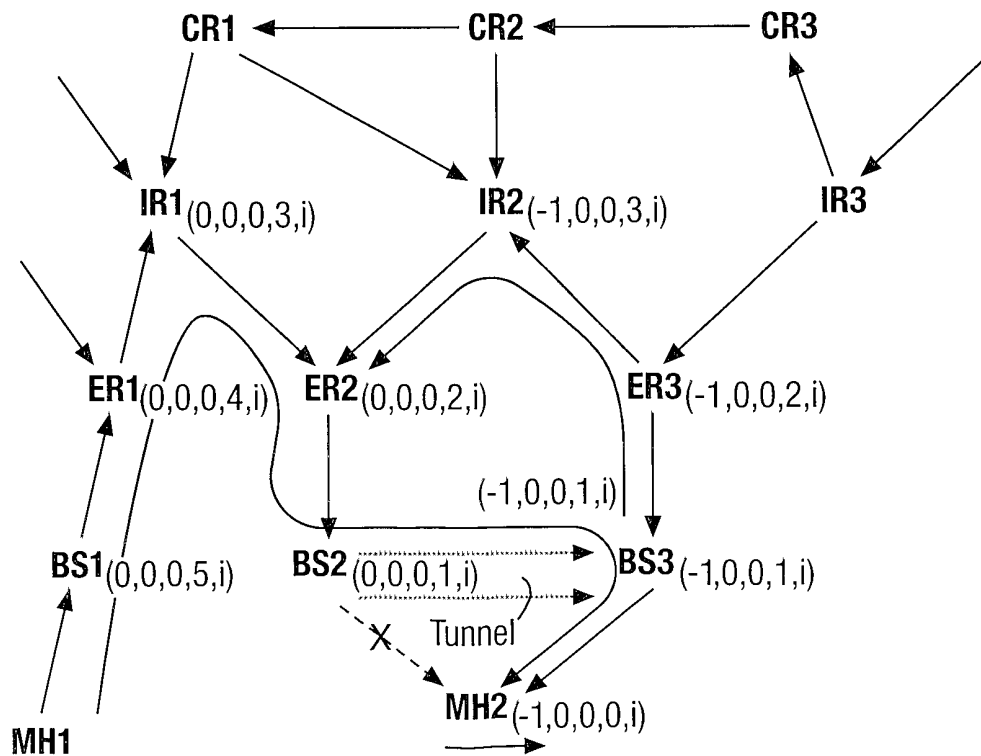 CR1 CR2 CR3
IR1(0,0,0,3,i) IR2(-1,0,0,3,i) IR3
ER1(0,0,0,4,i) ER2(0,0,0,2,i) ER3(-1,0,0,2,i)
(-1,0,0,1,i)
BS1(0,0,0,5,i) BS2(0,0,0,1,i) BS3(-1,0,0,1,i)
X Tunnel
MH2(-1,0,0,0,i)
MH1